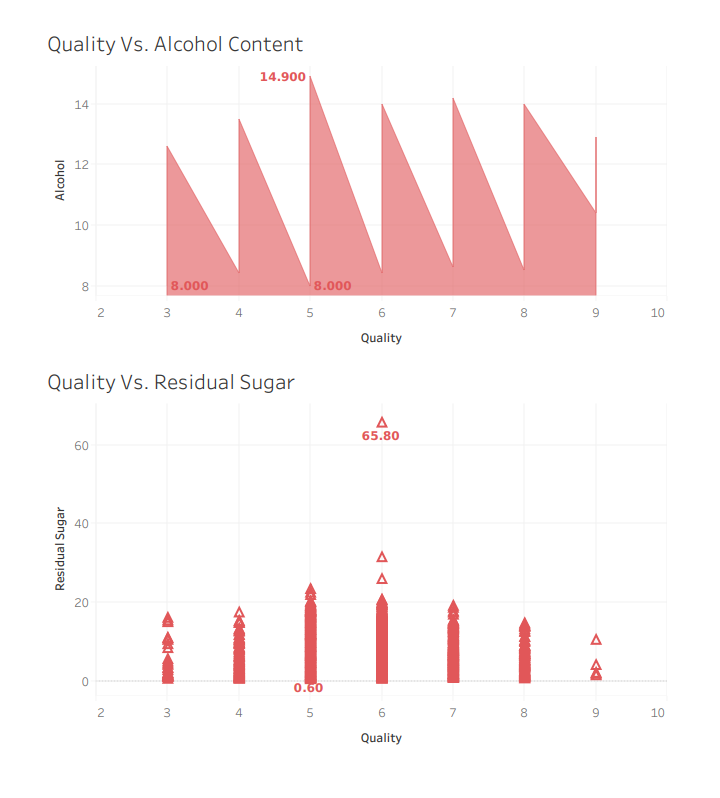 Quality Vs. Alcohol Content
14.900
14
12
Alcohol
10
8
8.000
8.000
2 3 4 5 6 7 8 9 10
Quality
Quality Vs. Residual Sugar
65.80
60
40
Residual Sugar
20
0
0.60
2 3 4 5 6 7 8 9 10
Quality